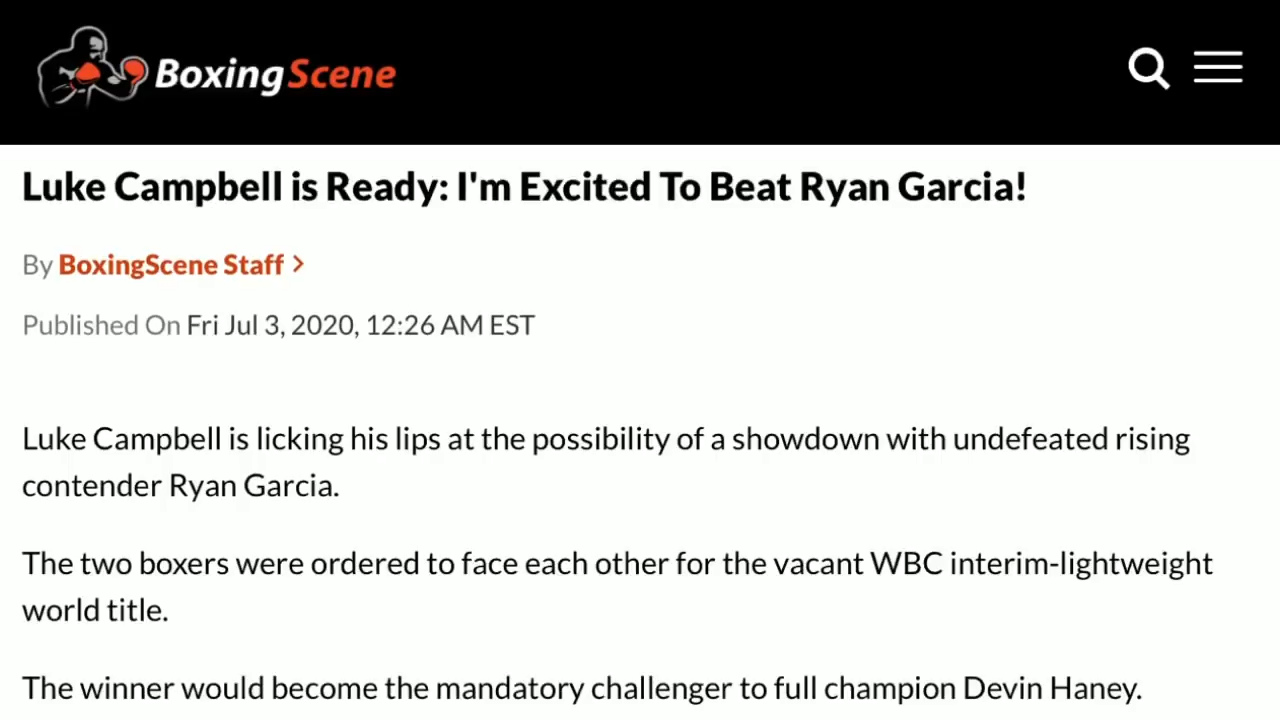 BoxingScene
Luke Campbell is Ready: I'm Excited To Beat Ryan Garcia!
By BoxingScene Staff >
Published On Fri Jul 3, 2020, 12:26 AM EST
Luke Campbell is licking his lips at the possibility of a showdown with undefeated rising
contender Ryan Garcia.
The two boxers were ordered to face each other for the vacant WBC interim-lightweight
world title.
The winner would become the mandatory challenger to full champion Devin Haney.